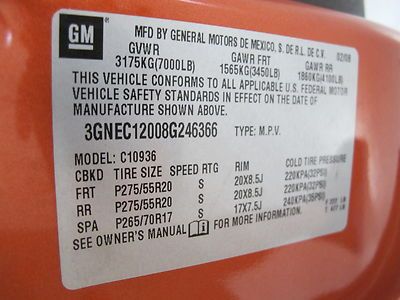 GM
MFD BY GENERAL MOTORS DE MEXICO. S. DE R.L. DE C.V. 02/08
GVWR GAWR FRT GAWR RR
3175KG(7000LB) 1565KG(3450LB) 1860KG(4100LB)
THIS VEHICLE CONFORMS TO ALL APPLICABLE U.S. FEDERAL MOTOR
VEHICLE SAFETY STANDARDS IN EFFECT ON THE DATE OF
MANUFACTURE SHOWN ABOVE.
3GNEC12008G246366 TYPE: M.P.V.
MODEL: C10936
CBKD TIRE SIZE SPEED RTG RIM COLD TIRE PRESSURE
FRT P275/55R20 S 20X8.5J 220KPA(32PSI)
RR P275/55R20 S 20X8.5J 220KPA(32PSI)
SPA P265/70R17 S 17X7.5J 240KPA(35PSI)
SEE OWNER'S MANUAL FOR MORE INFORMATION.